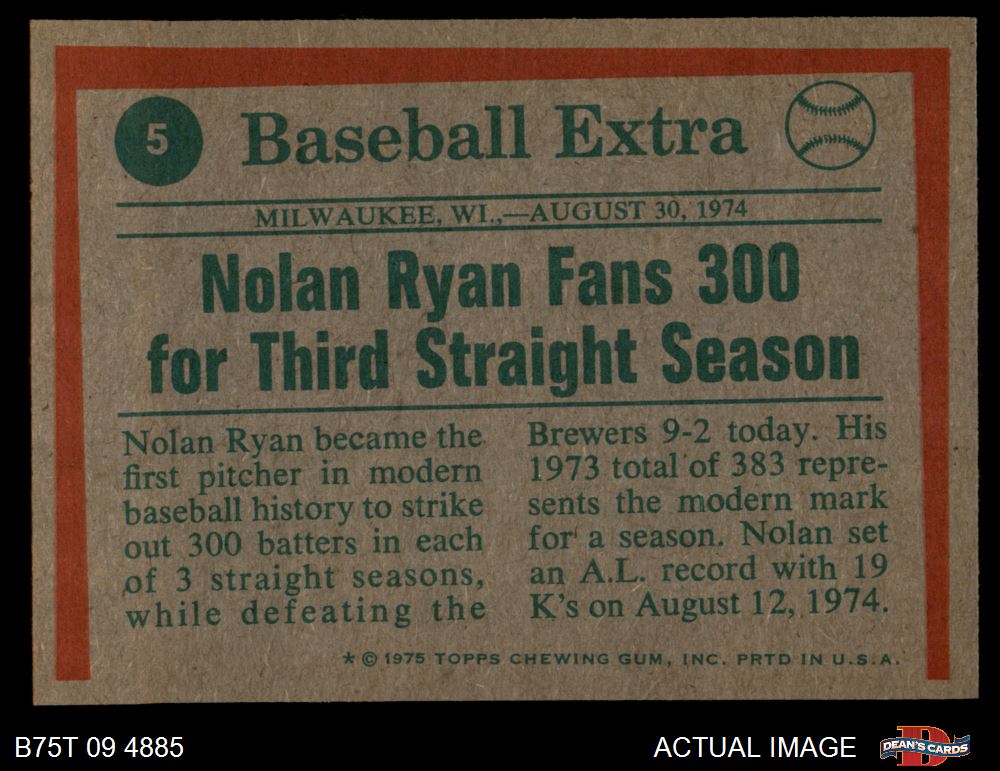 5
Baseball Extra
MILWAUKEE, WI.,—AUGUST 30, 1974
Nolan Ryan Fans 300
for Third Straight Season
Nolan Ryan became the
first pitcher in modern
baseball history to strike
out 300 batters in each
of 3 straight seasons,
while defeating the
Brewers 9-2 today. His
1973 total of 383 repre-
sents the modern mark
for a season. Nolan set
an A.L. record with 19
K's on August 12, 1974.
* © 1975 TOPPS CHEWING GUM, INC. PRTD IN U.S.A.
B75T 09 4885
ACTUAL IMAGE
DEAN'S CARDS